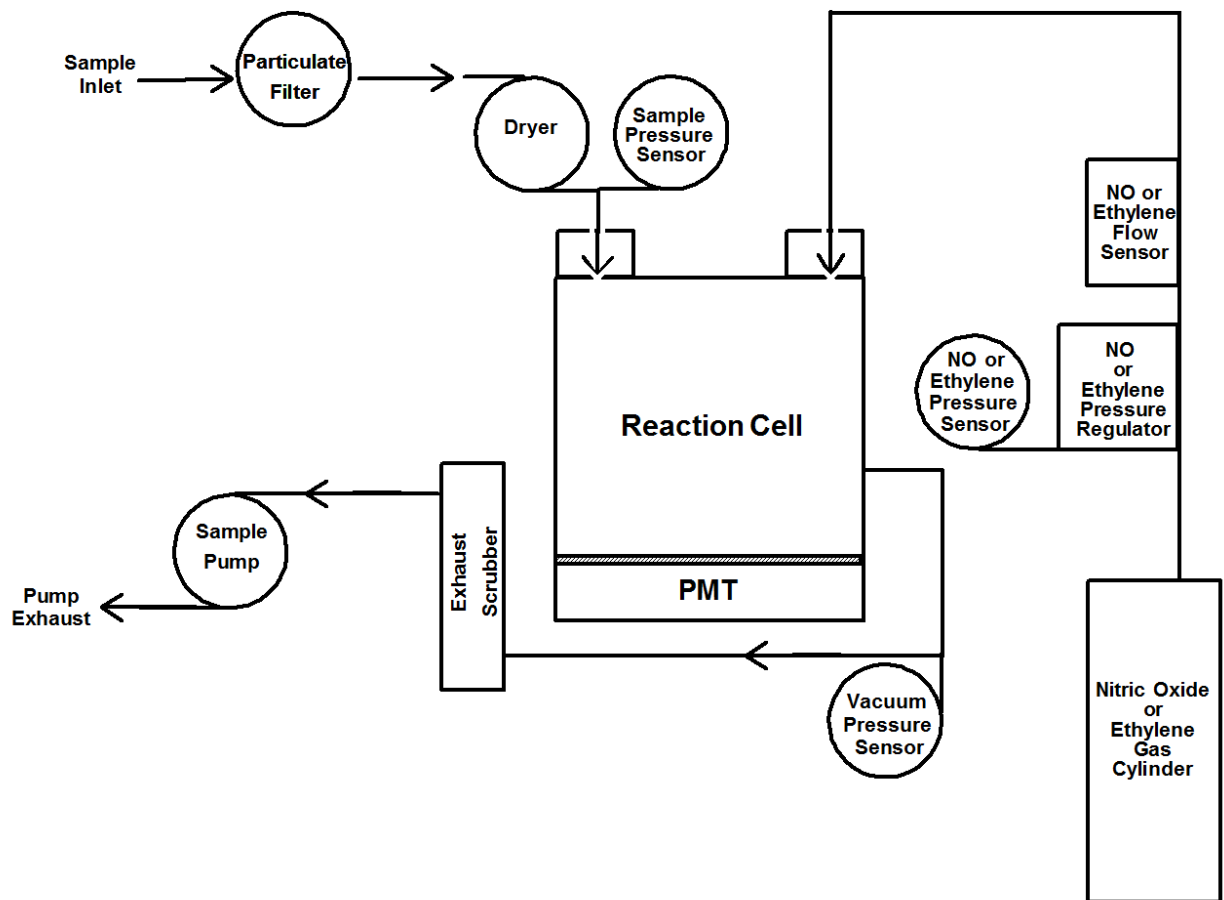 Sample
Inlet
Particulate
Filter
Dryer
Sample
Pressure
Sensor
NO or
Ethylene
Flow
Sensor
NO or
Ethylene
Pressure
Sensor
NO
or
Ethylene
Pressure
Regulator
Reaction Cell
PMT
Exhaust
Scrubber
Sample
Pump
Pump
Exhaust
Vacuum
Pressure
Sensor
Nitric Oxide
or
Ethylene
Gas
Cylinder